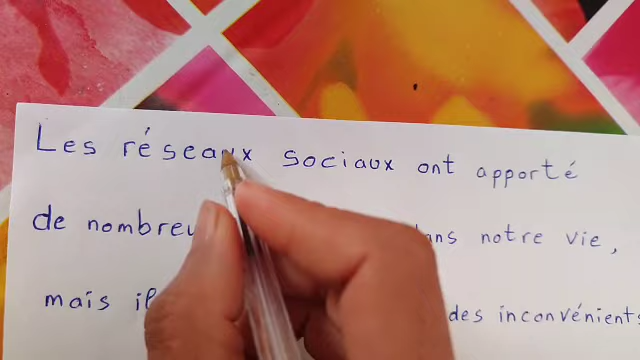 Les réseaux sociaux ont apporté
de notre vie,
mais des inconvénients